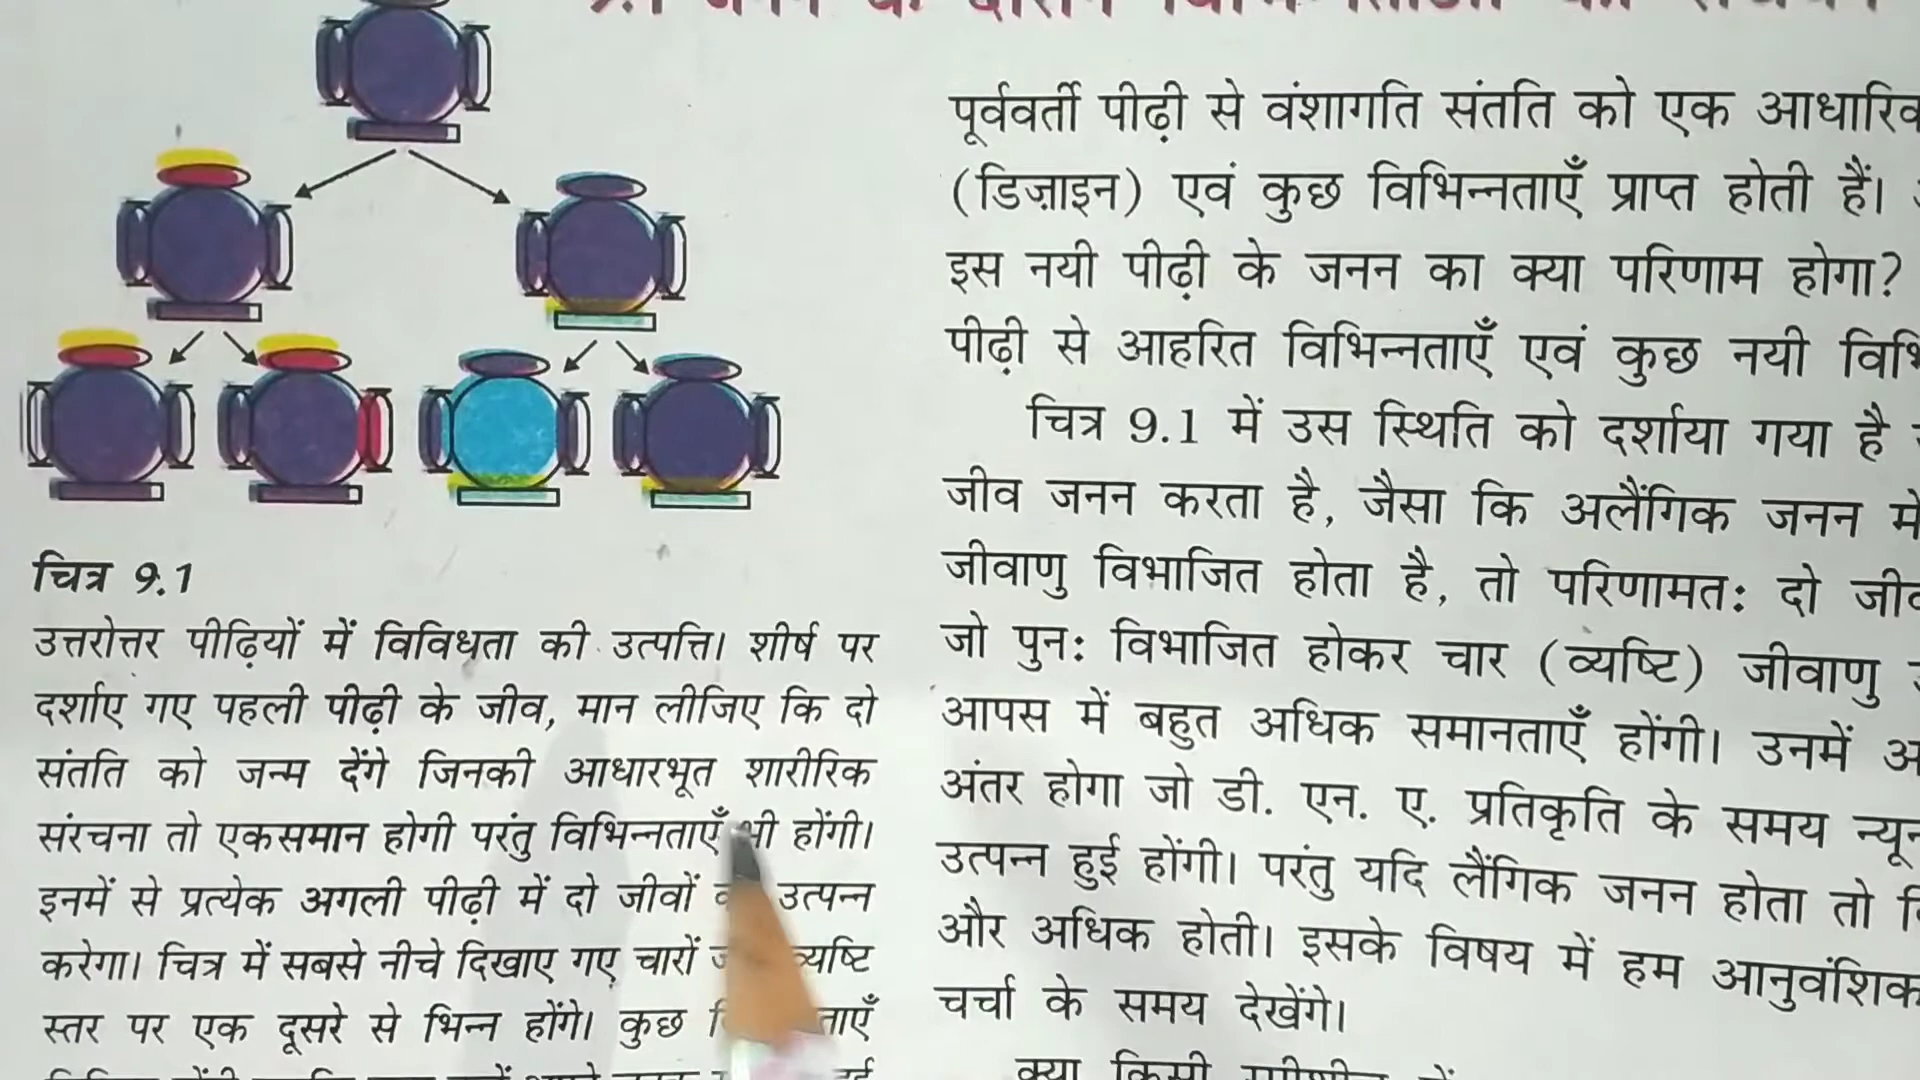 पूर्ववर्ती पीढ़ी से वंशागति संतति को एक
(डिज़ाइन) एवं कुछ विभिन्नताएँ प्राप्त होती हैं।
इस नयी पीढ़ी के जनन का क्या परिणाम होगा?
पीढ़ी से आहरित विभिन्नताएँ एवं कुछ नयी
चित्र 9.1 में उस स्थिति को दर्शाया गया है
जीव जनन करता है, जैसा कि अलैंगिक जनन में
जीवाणु विभाजित होता है, तो परिणामत: दो
जो पुन: विभाजित होकर चार (व्यष्टि) जीवाणु
आपस में बहुत अधिक समानताएँ होंगी। उनमें
अंतर होगा जो डी. एन. ए. प्रतिकृति के समय
उत्पन्न हुई होंगी। परंतु यदि लैंगिक जनन होता तो
और अधिक होती। इसके विषय में हम
चर्चा के समय देखेंगे।
क्या किसी
चित्र 9.1
उत्तरोत्तर पीढ़ियों में विविधता की उत्पत्ति। शीर्ष पर
दर्शाए गए पहली पीढ़ी के जीव, मान लीजिए कि दो
संतति को जन्म देंगे जिनकी आधारभूत शारीरिक
संरचना तो एकसमान होगी परंतु विभिन्नताएँ भी होंगी।
इनमें से प्रत्येक अगली पीढ़ी में दो जीवों उत्पन्न
करेगा। चित्र में सबसे नीचे दिखाए गए चारों व्यष्टि
स्तर पर एक दूसरे से भिन्न होंगे। कुछ